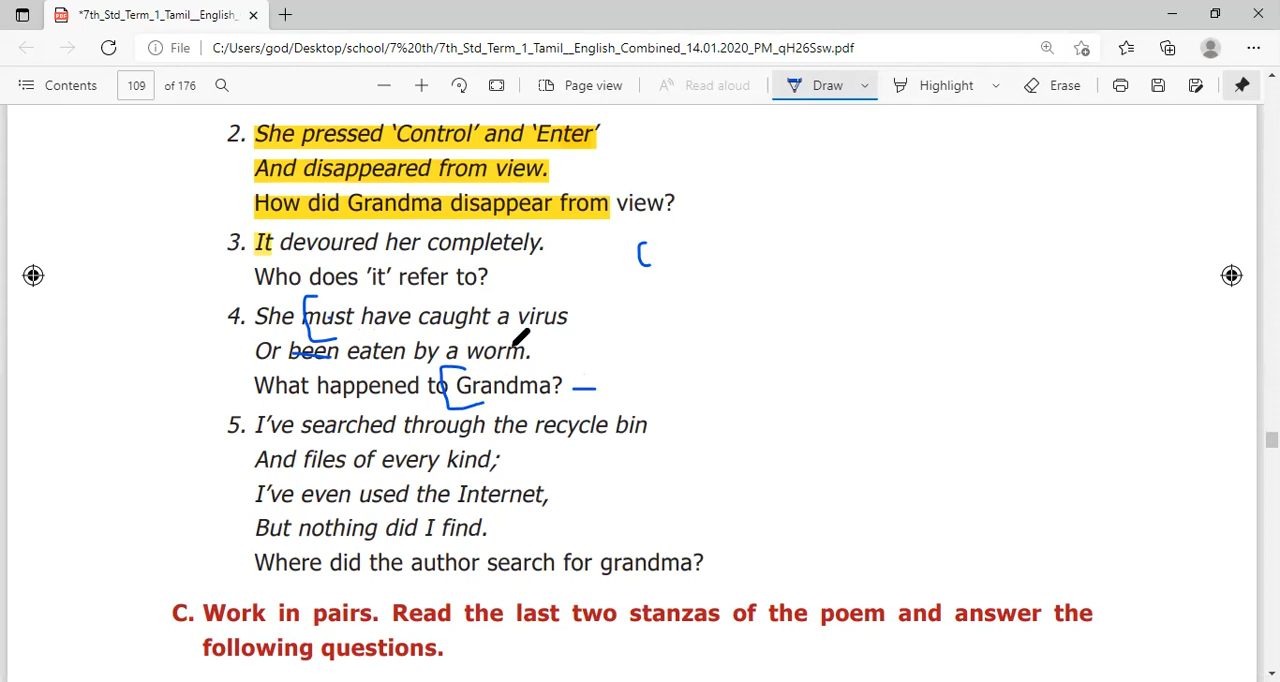 *7th_Std_Term_1_Tamil__English_
File
C:/Users/god/Desktop/school/7%20th/7th_Std_Term_1_Tamil__English_Combined_14.01.2020_PM_qH26Ssw.pdf
Contents
109 of 176
Page view
Read aloud
Draw
Highlight
Erase
2. She pressed ‘Control’ and ‘Enter’
And disappeared from view.
How did Grandma disappear from view?
3. It devoured her completely.
Who does ’it’ refer to?
4. She must have caught a virus
Or been eaten by a worm.
What happened to Grandma?
5. I’ve searched through the recycle bin
And files of every kind;
I’ve even used the Internet,
But nothing did I find.
Where did the author search for grandma?
C. Work in pairs. Read the last two stanzas of the poem and answer the
following questions.